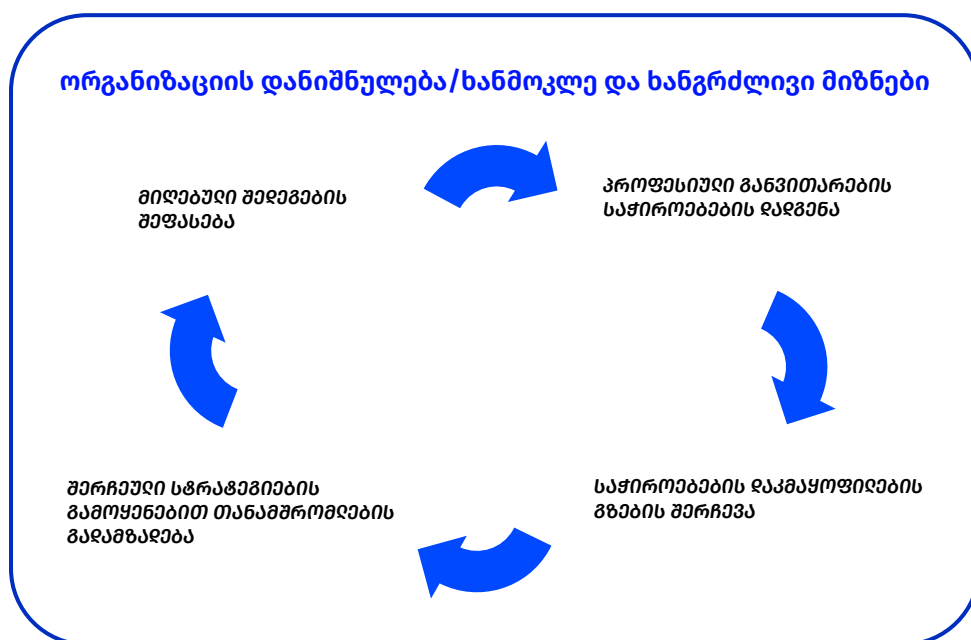 ორგანიზაციის დანიშნულება/ხანმოკლე და ხანგრძლივი მიზნები
მიღებული შედეგების
შეფასება
პროფესიული განვითარების
საჭიროებების დადგენა
შერჩეული სტრატეგიების
გამოყენებით თანამშრომლების
გადამზადება
საჭიროებების დაკმაყოფილების
გზების შერჩევა